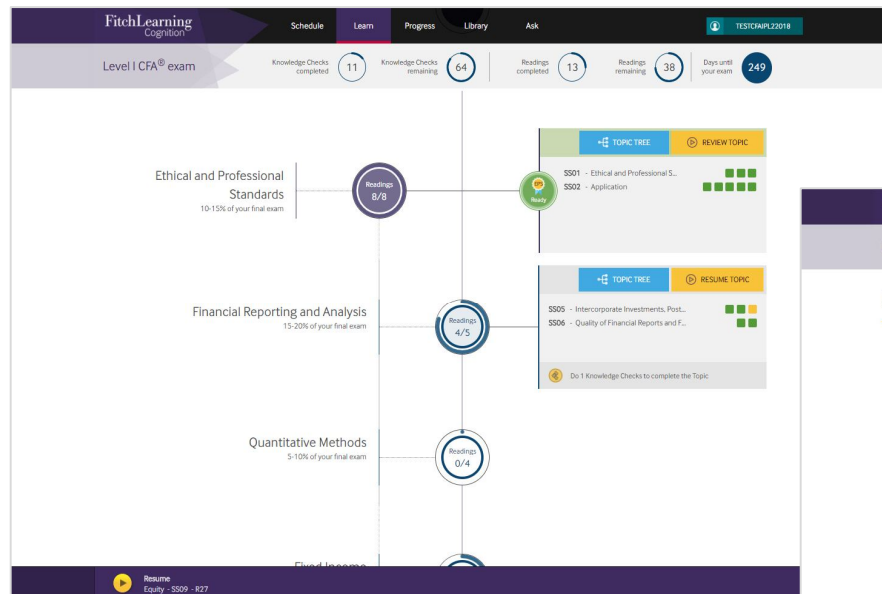 FitchLearning
Cognition
Schedule
Learn
Progress
Library
Ask
TESTCFAIPL22018
Level I CFA® exam
Knowledge Checks
completed
11
Knowledge Checks
remaining
64
Readings
completed
13
Readings
remaining
38
Days until
your exam
249
Ethical and Professional
Standards
10-15% of your final exam
Readings
8/8
EPS
Ready
TOPIC TREE
REVIEW TOPIC
SS01 - Ethical and Professional S...
SS02 - Application
Financial Reporting and Analysis
15-20% of your final exam
Readings
4/5
TOPIC TREE
RESUME TOPIC
SS05 - Intercorporate Investments, Post...
SS06 - Quality of Financial Reports and F...
Do 1 Knowledge Checks to complete the Topic
Quantitative Methods
5-10% of your final exam
Readings
0/4
Fixed Income
Resume
Equity - SS09 - R27